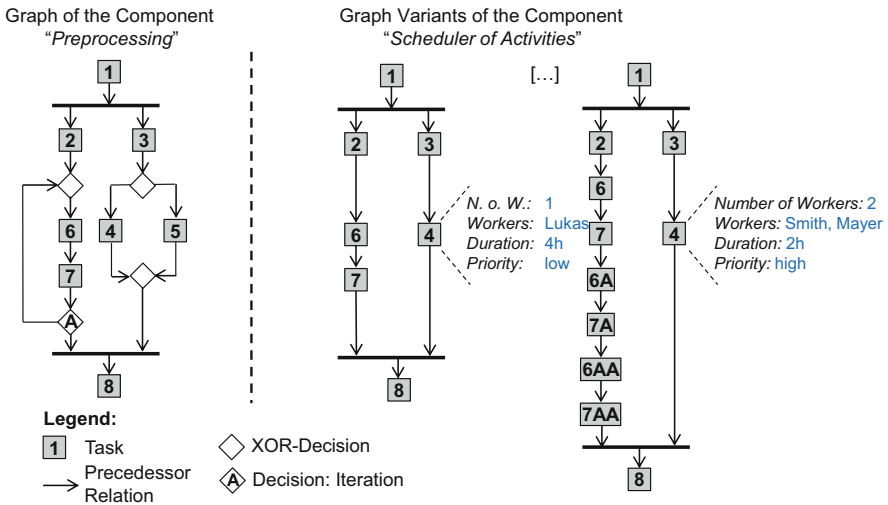 Graph of the Component
“Preprocessing”
1
2
3
6
4
5
7
A
8
Graph Variants of the Component
“Scheduler of Activities”
1
2
3
6
4
7
8
N. o. W.: 1
Workers: Lukas
Duration: 4h
Priority: low
[...]
1
2
3
6
7
4
6A
7A
6AA
7AA
8
Number of Workers: 2
Workers: Smith, Mayer
Duration: 2h
Priority: high
Legend:
1 Task
Precedessor
Relation
XOR-Decision
A Decision: Iteration